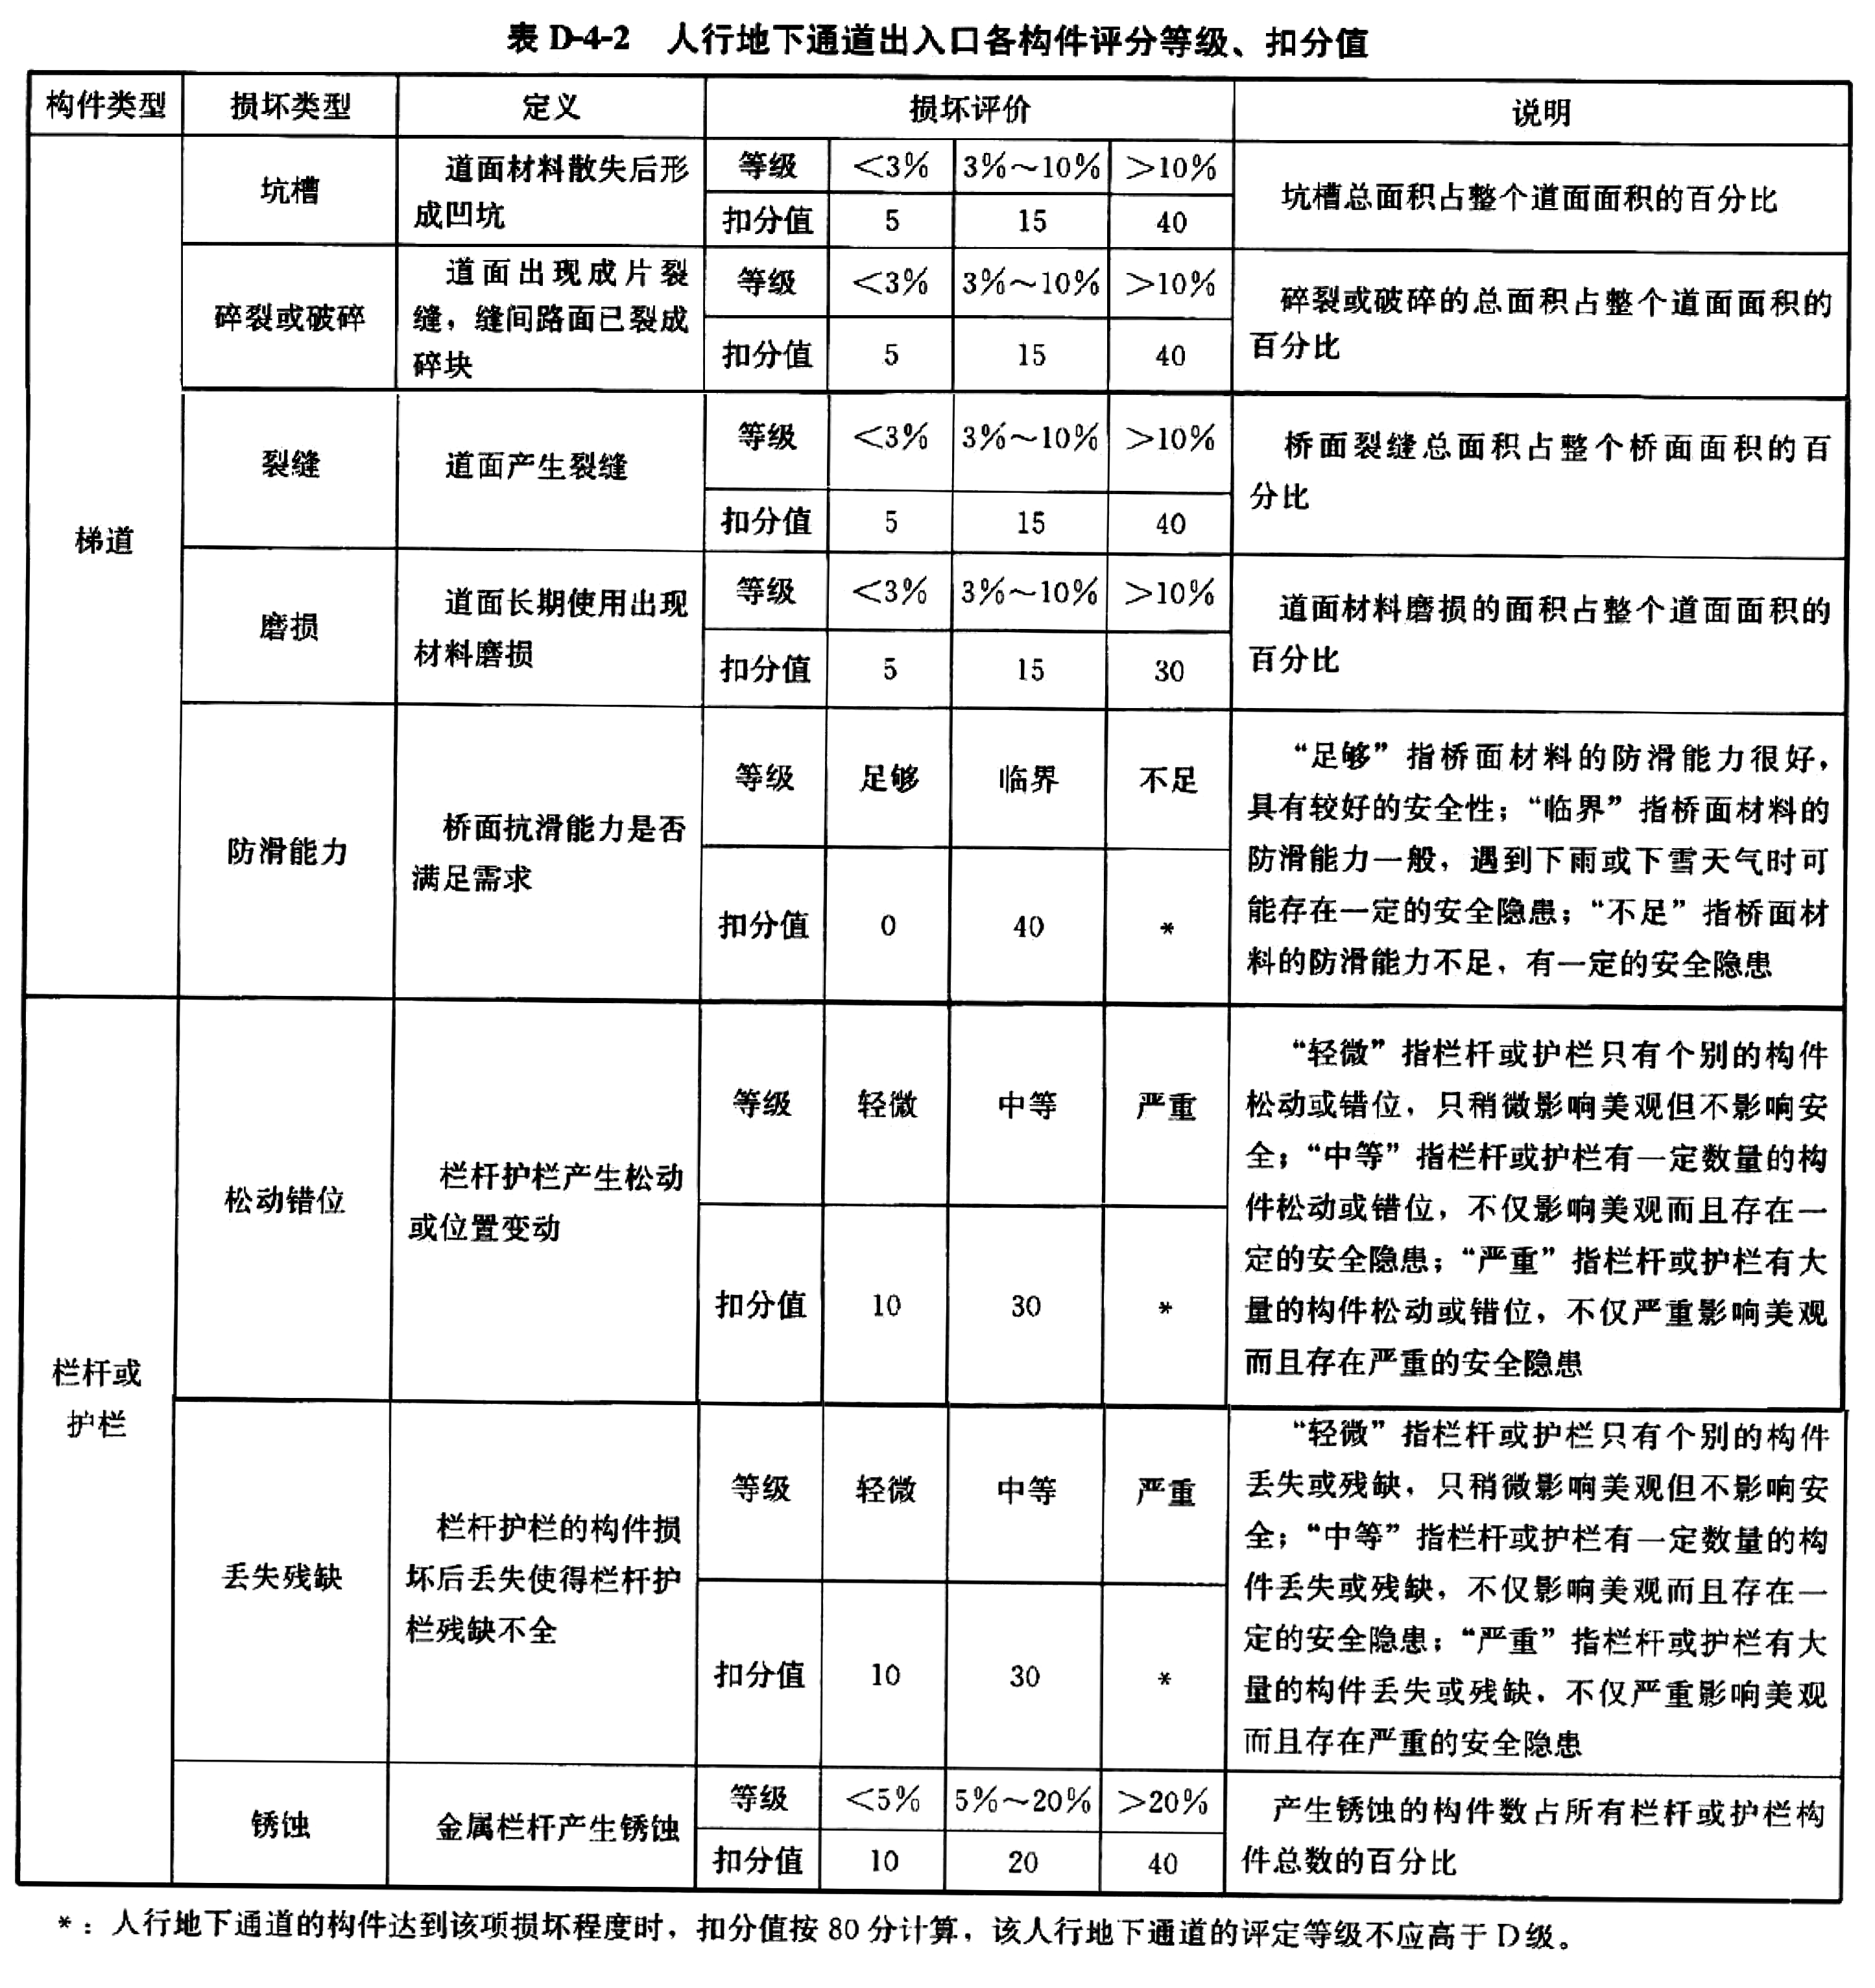 表 D-4-2 人行地下通道出入口各构件评分等级、扣分值
构件类型 损坏类型 定义 损坏评价 说明
梯道
坑槽
道面材料散失后形
成凹坑
等级 <3% 3%～10% >10%
扣分值 5 15 40
坑槽总面积占整个道面面积的百分比
碎裂或破碎
道面出现成片裂
缝，缝间路面已裂成
碎块
等级 <3% 3%～10% >10%
扣分值 5 15 40
碎裂或破碎的总面积占整个道面面积的
百分比
裂缝
道面产生裂缝
等级 <3% 3%～10% >10%
扣分值 5 15 40
桥面裂缝总面积占整个桥面面积的百
分比
磨损
道面长期使用出现
材料磨损
等级 <3% 3%～10% >10%
扣分值 5 15 30
道面材料磨损的面积占整个道面面积的
百分比
防滑能力
桥面抗滑能力是否
满足需求
等级 足够 临界 不足
扣分值 0 40 *
“足够”指桥面材料的防滑能力很好，
具有较好的安全性；“临界”指桥面材料的
防滑能力一般，遇到下雨或下雪天气时可
能存在一定的安全隐患；“不足”指桥面材
料的防滑能力不足，有一定的安全隐患
栏杆或
护栏
松动错位
栏杆护栏产生松动
或位置变动
等级 轻微 中等 严重
扣分值 10 30 *
“轻微”指栏杆或护栏只有个别的构件
松动或错位，只稍微影响美观但不影响安
全；“中等”指栏杆或护栏有一定数量的构
件松动或错位，不仅影响美观而且存在一
定的安全隐患；“严重”指栏杆或护栏有大
量的构件松动或错位，不仅严重影响美观
而且存在严重的安全隐患
丢失残缺
栏杆护栏的构件损
坏后丢失使得栏杆护
栏残缺不全
等级 轻微 中等 严重
扣分值 10 30 *
“轻微”指栏杆或护栏只有个别的构件
丢失或残缺，只稍微影响美观但不影响安
全；“中等”指栏杆或护栏有一定数量的构
件丢失或残缺，不仅影响美观而且存在一
定的安全隐患；“严重”指栏杆或护栏有大
量的构件丢失或残缺，不仅严重影响美观
而且存在严重的安全隐患
锈蚀
金属栏杆产生锈蚀
等级 <5% 5%～20% >20%
扣分值 10 20 40
产生锈蚀的构件数占所有栏杆或护栏构
件总数的百分比
*：人行地下通道的构件达到该项损坏程度时，扣分值按 80 分计算，该人行地下通道的评定等级不应高于 D 级。